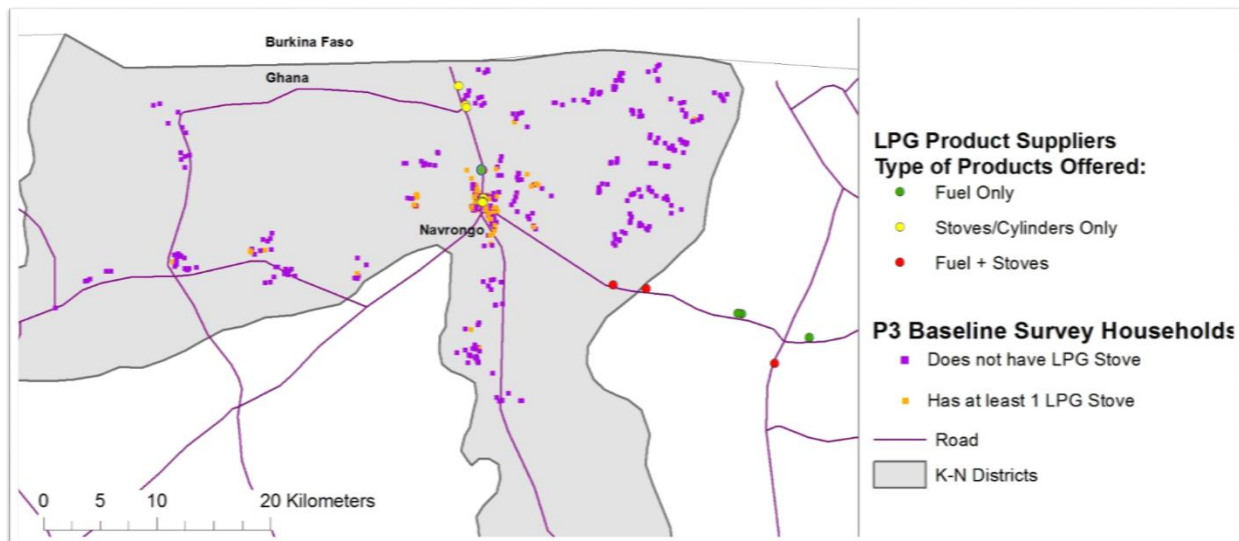 Burkina Faso
Ghana
Navrongo
0 5 10 20 Kilometers
LPG Product Suppliers
Type of Products Offered:
Fuel Only
Stoves/Cylinders Only
Fuel + Stoves
P3 Baseline Survey Households
Does not have LPG Stove
Has at least 1 LPG Stove
Road
K-N Districts